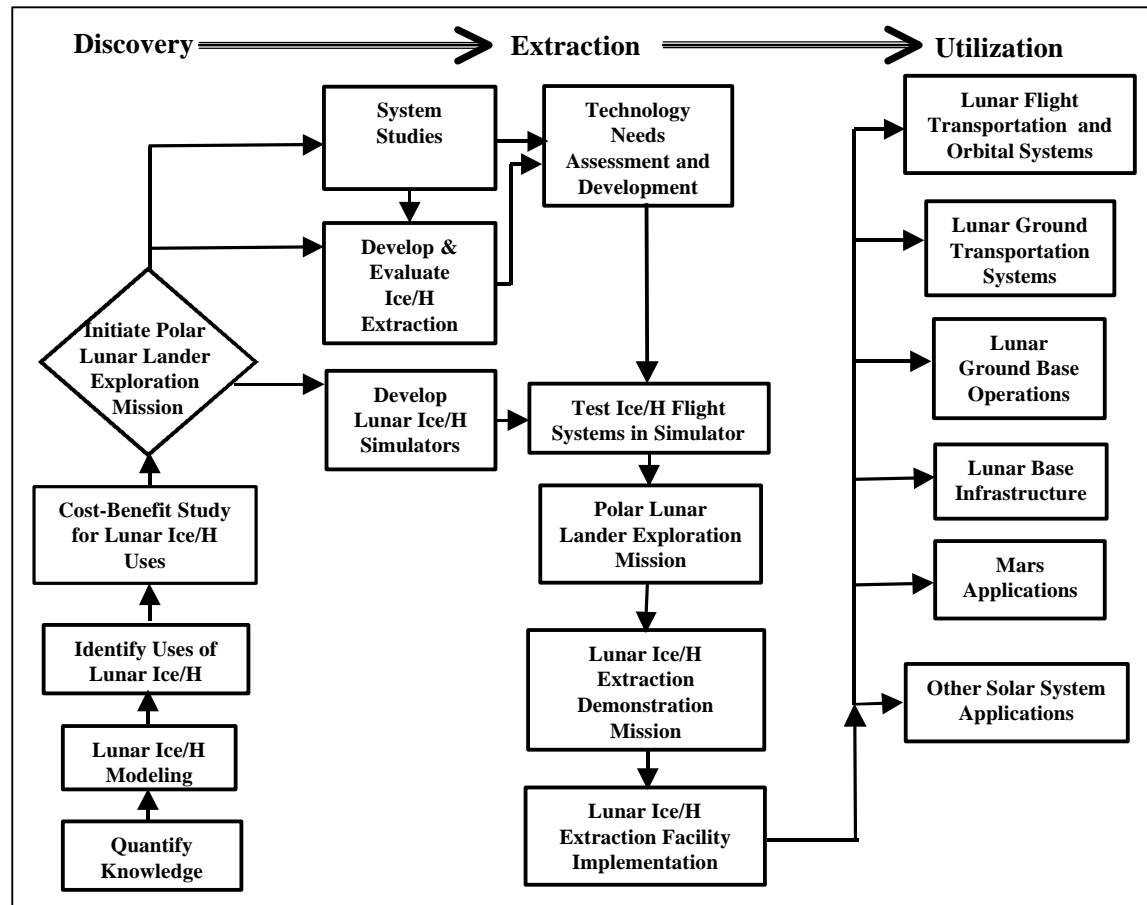 Discovery
Extraction
Utilization
System
Studies
Technology
Needs
Assessment and
Development
Lunar Flight
Transportation and
Orbital Systems
Develop &
Evaluate
Ice/H
Extraction
Lunar Ground
Transportation
Systems
Initiate Polar
Lunar Lander
Exploration
Mission
Lunar
Ground Base
Operations
Develop
Lunar Ice/H
Simulators
Test Ice/H Flight
Systems in Simulator
Cost-Benefit Study
for Lunar Ice/H
Uses
Polar Lunar
Lander Exploration
Mission
Lunar Base
Infrastructure
Mars
Applications
Identify Uses of
Lunar Ice/H
Lunar Ice/H
Extraction
Demonstration
Mission
Other Solar System
Applications
Lunar Ice/H
Modeling
Quantify
Knowledge
Lunar Ice/H
Extraction Facility
Implementation